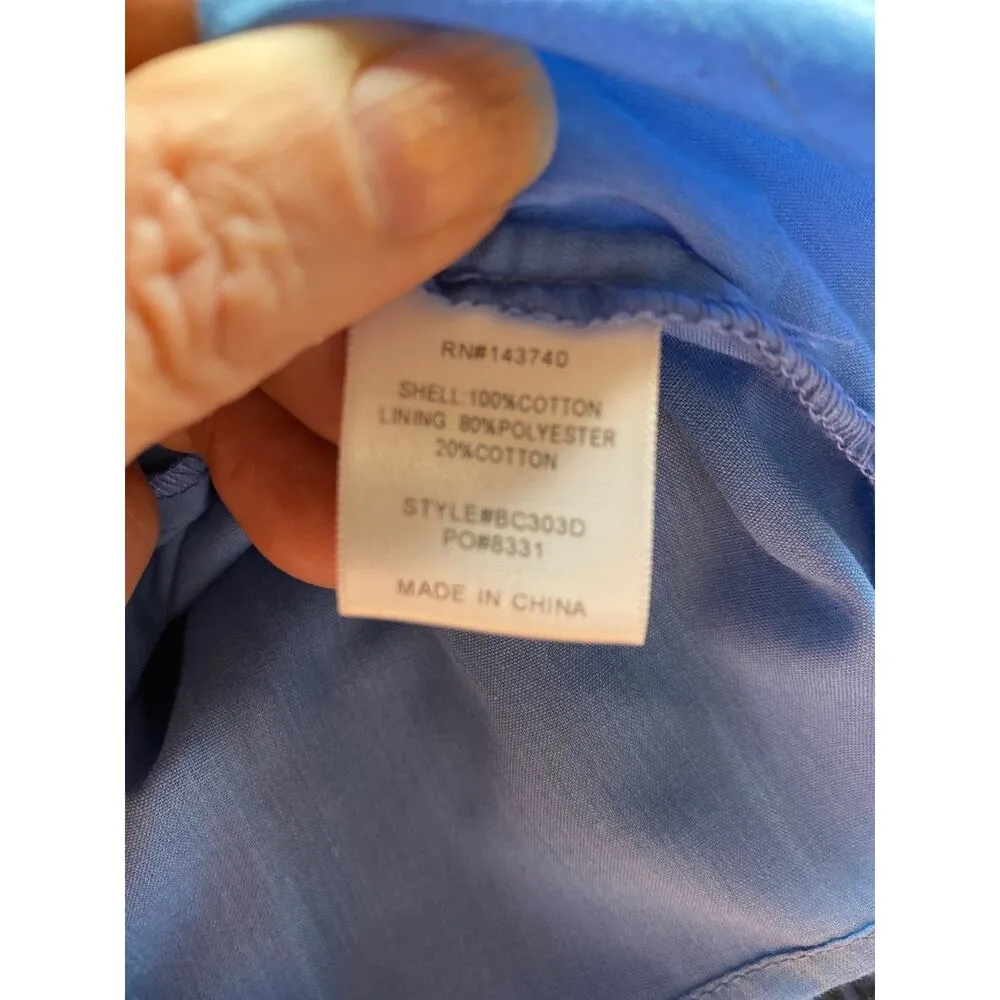 RN#143740
SHELL:100%COTTON
LINING: 80%POLYESTER
20%COTTON
STYLE#BC303D
PO#8331
MADE IN CHINA